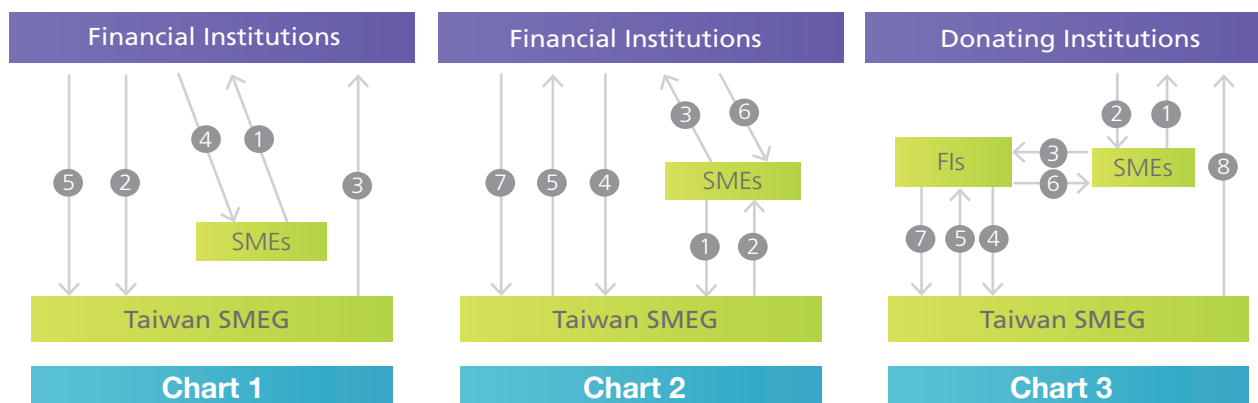 Financial Institutions
4
1
5
2
3
SMEs
Taiwan SMEG
Chart 1
Financial Institutions
3
6
7
5
4
SMEs
1
2
Taiwan SMEG
Chart 2
Donating Institutions
2
1
FIs
3
SMEs
8
6
7
5
4
Taiwan SMEG
Chart 3